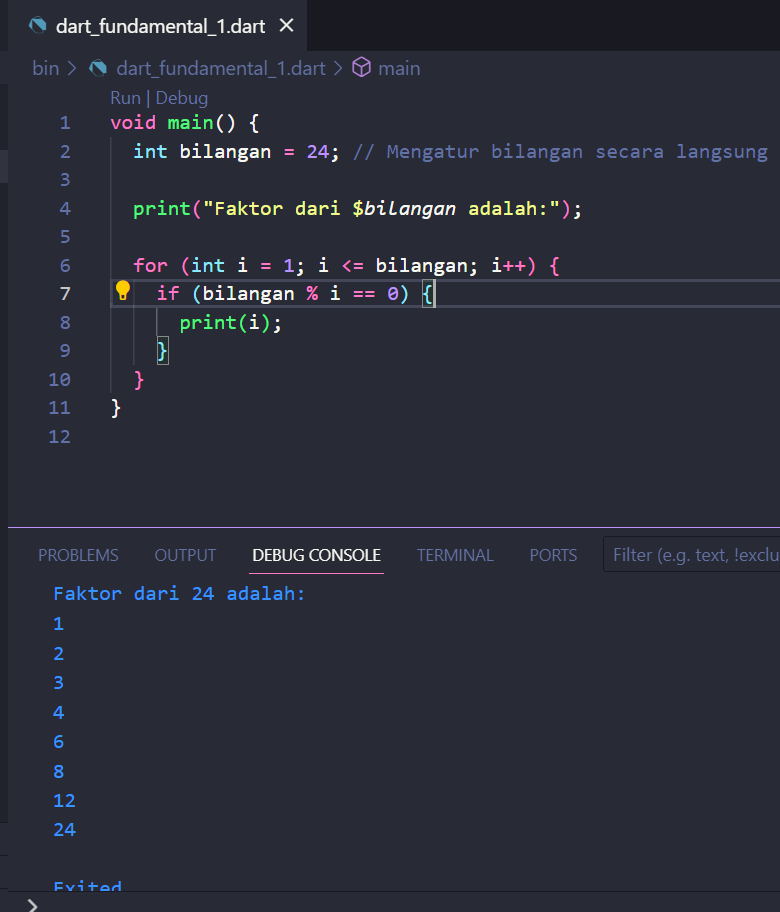 dart_fundamental_1.dart
bin > dart_fundamental_1.dart > main
Run | Debug
1 void main() {
2   int bilangan = 24; // Mengatur bilangan secara langsung
3
4   print("Faktor dari $bilangan adalah:");
5
6   for (int i = 1; i <= bilangan; i++) {
7     if (bilangan % i == 0) {
8       print(i);
9     }
10   }
11 }
12
PROBLEMS OUTPUT DEBUG CONSOLE TERMINAL PORTS Filter (e.g. text, !exclu
Faktor dari 24 adalah:
1
2
3
4
6
8
12
24
Exited
>